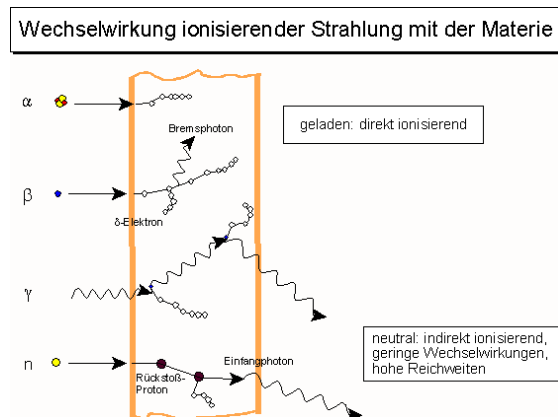 Wechselwirkung ionisierender Strahlung mit der Materie
α
geladen: direkt ionisierend
Bremsphoton
β
δ-Elektron
γ
neutral: indirekt ionisierend,
geringe Wechselwirkungen,
hohe Reichweiten
n
Einfangphoton
Rückstoß-
Proton